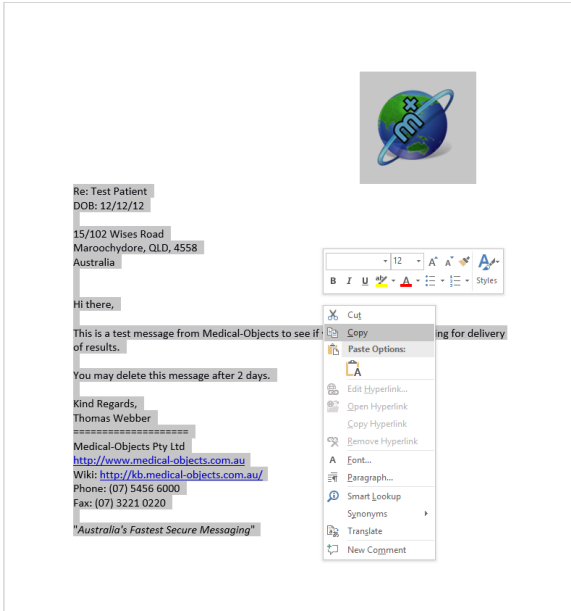 m+
Re: Test Patient
DOB: 12/12/12
15/102 Wises Road
Maroochydore, QLD, 4558
Australia
12 A A
B I U aby A Styles
Hi there,
Cut
Copy
This is a test message from Medical-Objects to see if ing for delivery
of results.
Paste Options:
A
You may delete this message after 2 days.
Edit Hyperlink...
Open Hyperlink
Copy Hyperlink
Remove Hyperlink
Kind Regards,
Thomas Webber
====================
Medical-Objects Pty Ltd
http://www.medical-objects.com.au
Wiki: http://kb.medical-objects.com.au/
Phone: (07) 5456 6000
Fax: (07) 3221 0220
"Australia's Fastest Secure Messaging"
A Font...
Paragraph...
Smart Lookup
Synonyms
Translate
New Comment